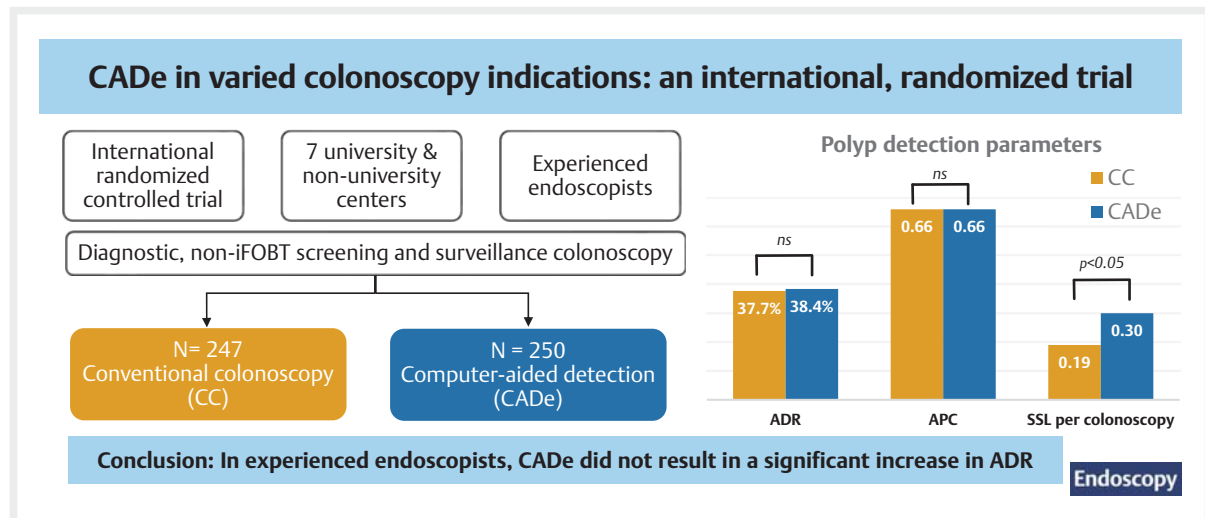 CADe in varied colonoscopy indications: an international, randomized trial
International
randomized
controlled trial
7 university &
non-university
centers
Experienced
endoscopists
Diagnostic, non-iFOBT screening and surveillance colonoscopy
N= 247
Conventional colonoscopy
(CC)
N = 250
Computer-aided detection
(CADe)
Polyp detection parameters
CC
CADe
ns
ns
p<0.05
37.7%
38.4%
0.66
0.66
0.19
0.30
ADR
APC
SSL per colonoscopy
Conclusion: In experienced endoscopists, CADe did not result in a significant increase in ADR
Endoscopy